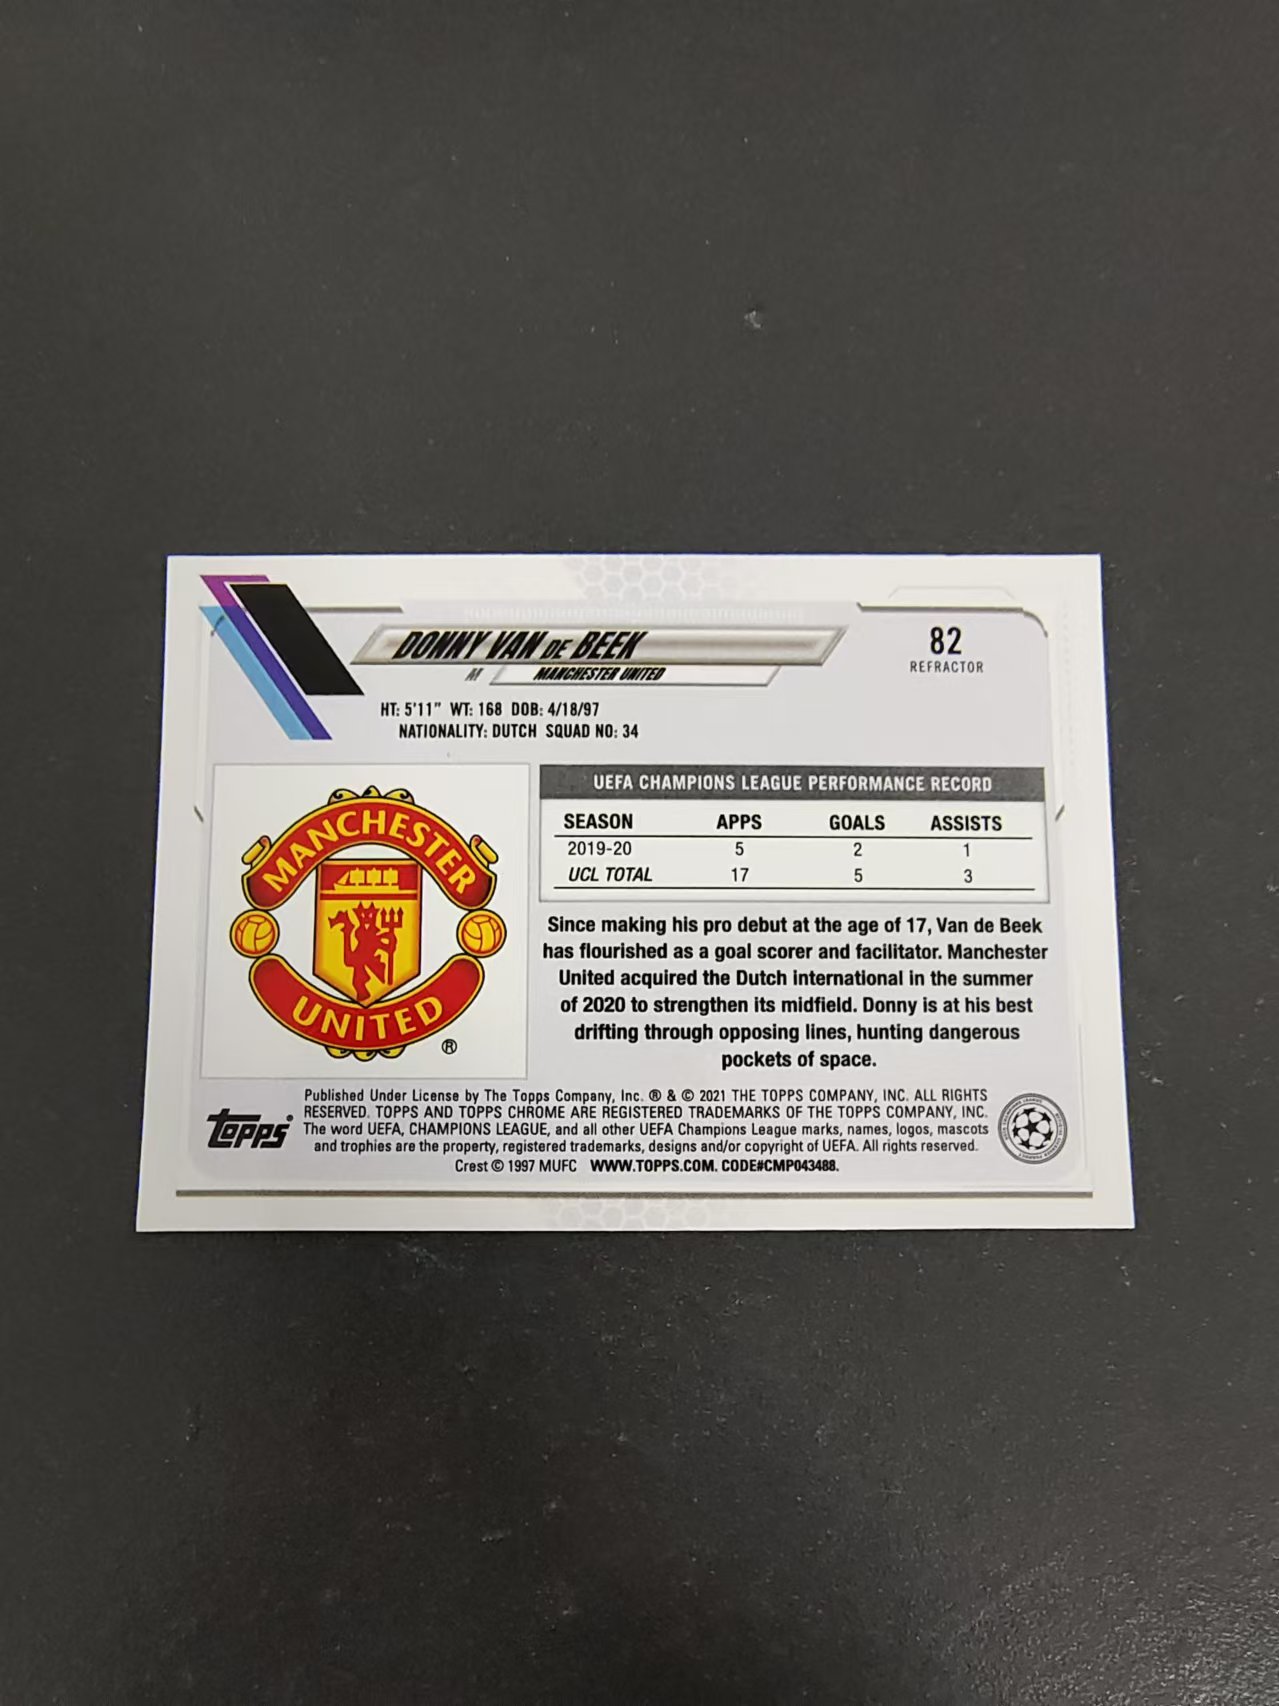 DONNY VAN DE BEEK
M MANCHESTER UNITED
82
REFRACTOR
HT: 5'11" WT: 168 DOB: 4/18/97
NATIONALITY: DUTCH SQUAD NO: 34
MANCHESTER
UNITED
®
UEFA CHAMPIONS LEAGUE PERFORMANCE RECORD
SEASON APPS GOALS ASSISTS
2019-20 5 2 1
UCL TOTAL 17 5 3
Since making his pro debut at the age of 17, Van de Beek
has flourished as a goal scorer and facilitator. Manchester
United acquired the Dutch international in the summer
of 2020 to strengthen its midfield. Donny is at his best
drifting through opposing lines, hunting dangerous
pockets of space.
Topps®
Published Under License by The Topps Company, Inc. ® & © 2021 THE TOPPS COMPANY, INC. ALL RIGHTS
RESERVED. TOPPS AND TOPPS CHROME ARE REGISTERED TRADEMARKS OF THE TOPPS COMPANY, INC.
The word UEFA, CHAMPIONS LEAGUE, and all other UEFA Champions League marks, names, logos, mascots
and trophies are the property, registered trademarks, designs and/or copyright of UEFA. All rights reserved.
Crest © 1997 MUFC WWW.TOPPS.COM. CODE#CMP043488.